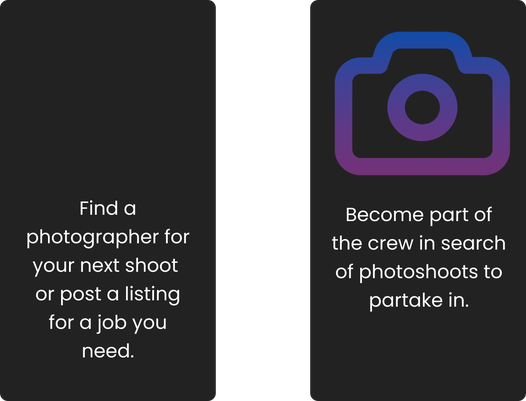 Find a
photographer for
your next shoot
or post a listing
for a job you
need.
Become part of
the crew in search
of photoshoots to
partake in.